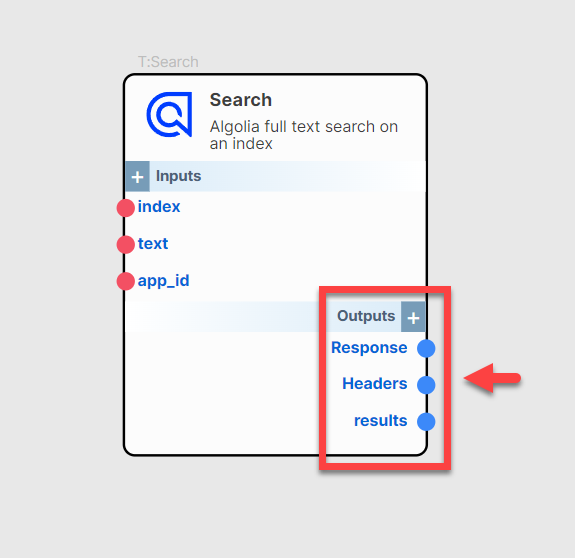 T:Search
Search
Algolia full text search on
an index
+ Inputs
index
text
app_id
Outputs +
Response
Headers
results